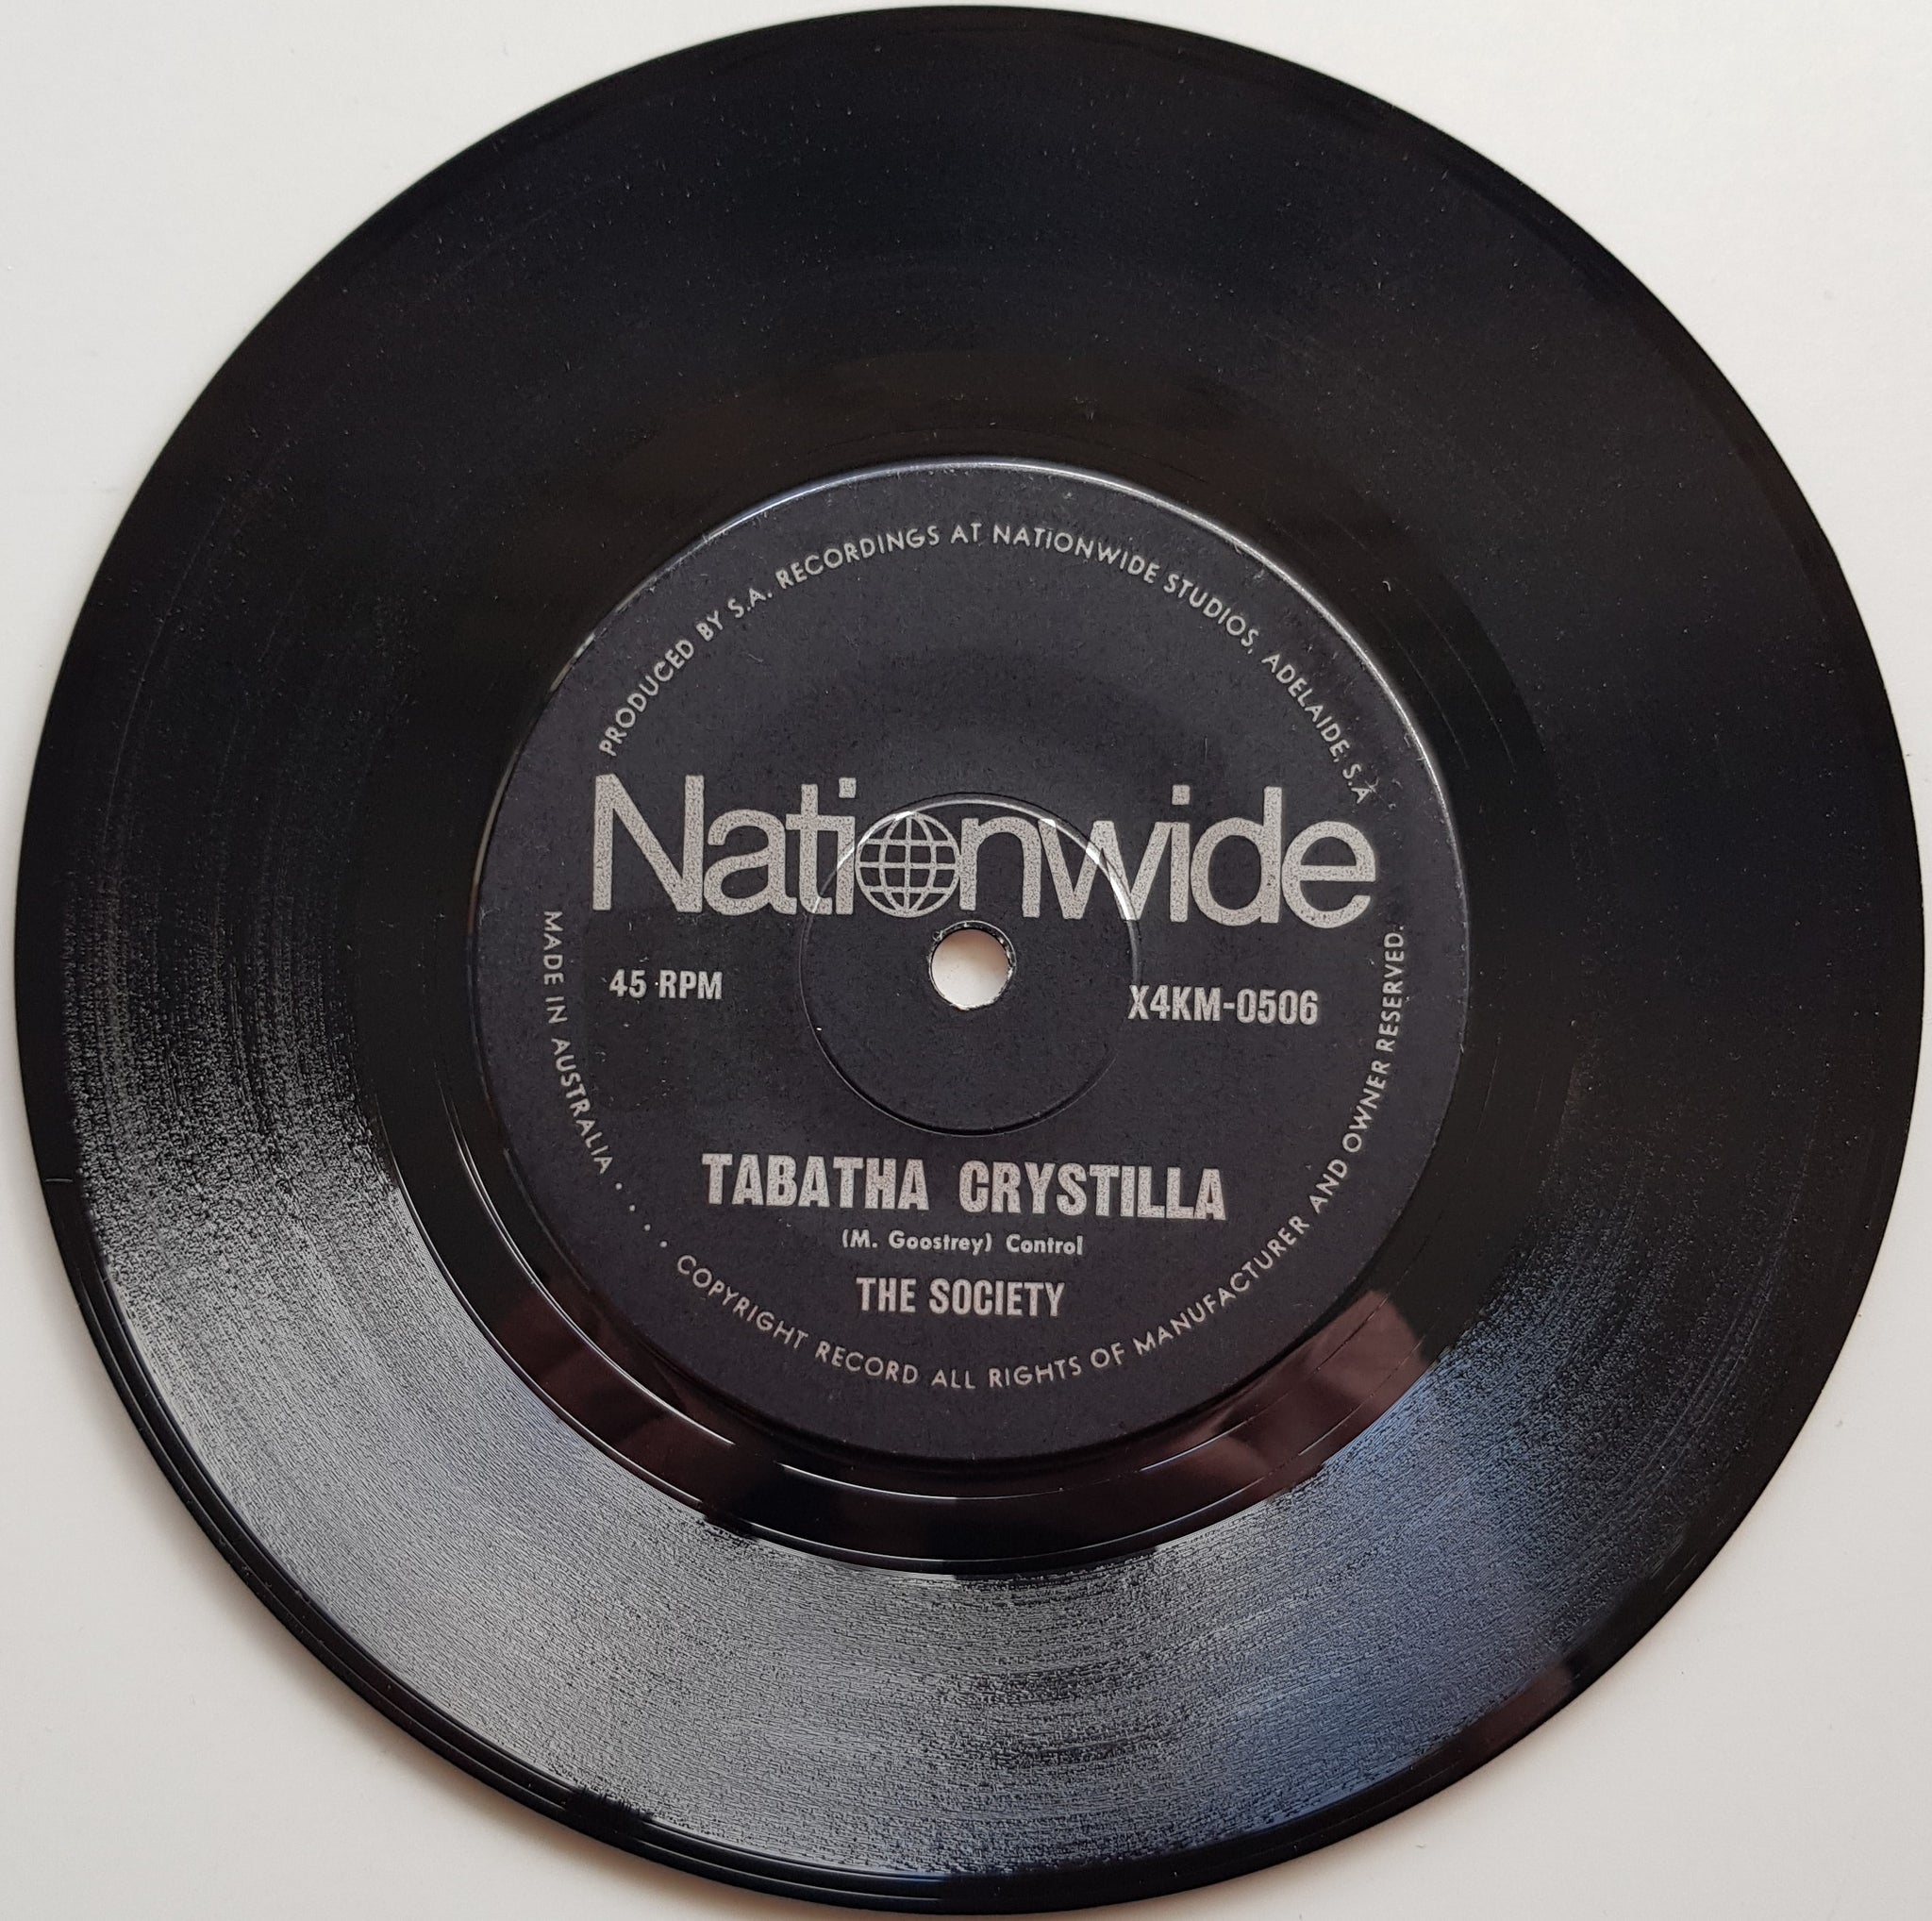 PRODUCED BY S.A. RECORDINGS AT NATIONWIDE STUDIOS, ADELAIDE, S.A
Nationwide
45 RPM
X4KM-0506
TABATHA CRYSTILLA
(M. Goostrey) Control
THE SOCIETY
MADE IN AUSTRALIA .... COPYRIGHT RECORD ALL RIGHTS OF MANUFACTURER AND OWNER RESERVED.